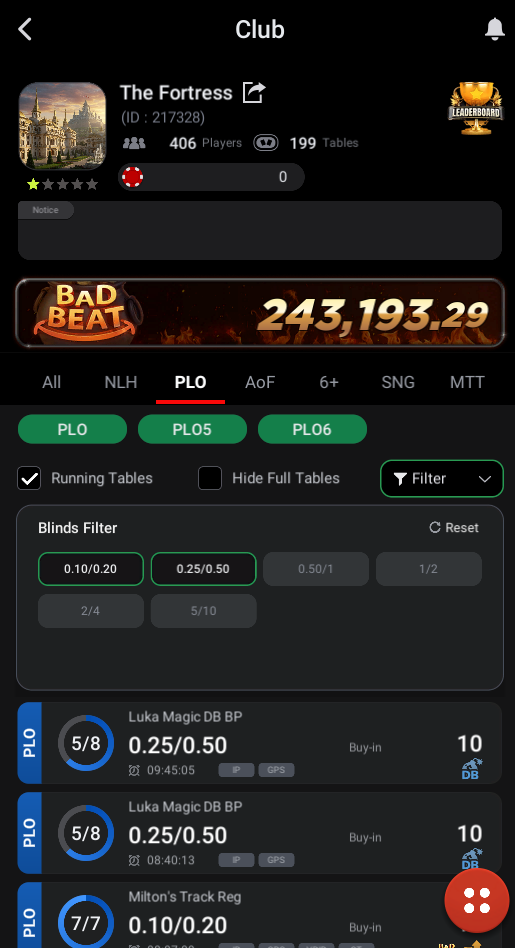 Club
The Fortress
(ID : 217328)
LEADERBOARD
406 Players 199 Tables
0
Notice
BAD BEAT
243,193.29
All NLH PLO AoF 6+ SNG MTT
PLO PLO5 PLO6
Running Tables Hide Full Tables Filter
Blinds Filter Reset
0.10/0.20 0.25/0.50 0.50/1 1/2
2/4 5/10
PLO
5/8
Luka Magic DB BP
0.25/0.50 Buy-in 10
09:45:05 IP GPS DB
PLO
5/8
Luka Magic DB BP
0.25/0.50 Buy-in 10
08:40:13 IP GPS DB
PLO
7/7
Milton's Track Reg
0.10/0.20 Buy-in